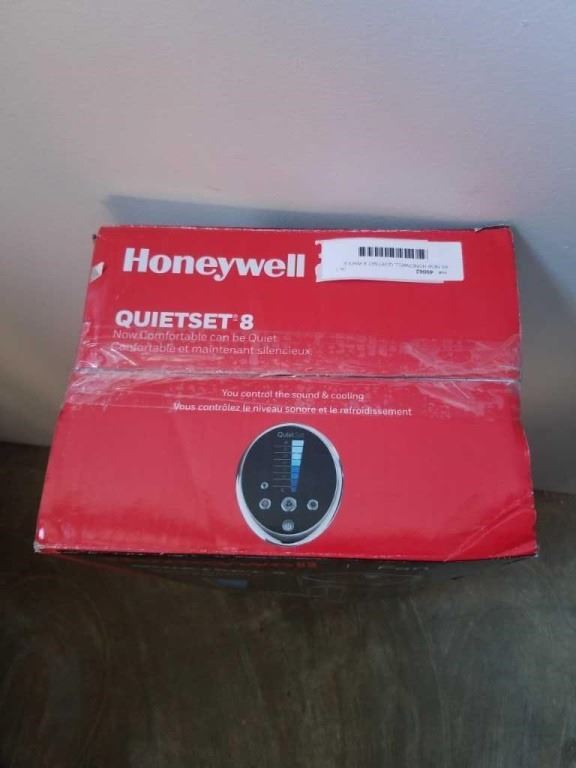 Honeywell
QUIETSET® 8
Now Comfortable can be Quiet
Confortable et maintenant silencieux
You control the sound & cooling
Vous contrôlez le niveau sonore et le refroidissement
QuietSet